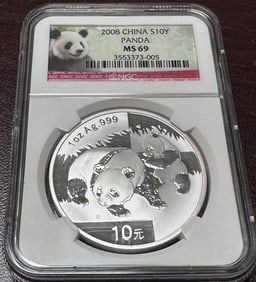 2008 CHINA S10Y
PANDA
MS 69
3553373-005
NGC
1oz Ag .999
10元